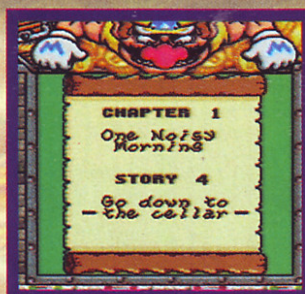 CHAPTER 1
One Noisy
Morning
STORY 4
Go down to
- the cellar -